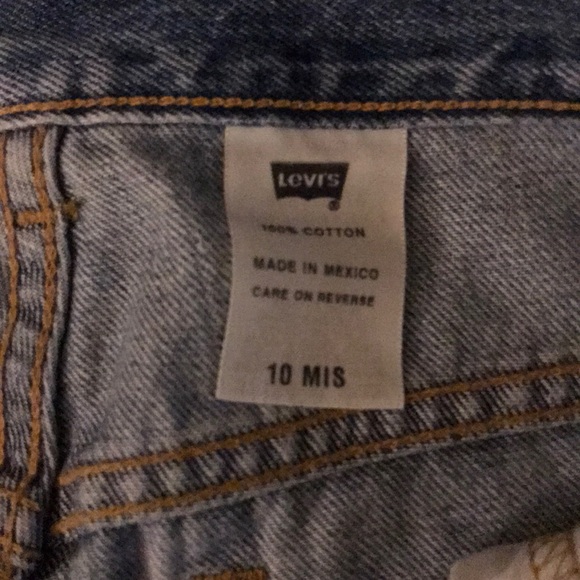 Levi's
®
100% COTTON
MADE IN MEXICO
CARE ON REVERSE
10 MIS